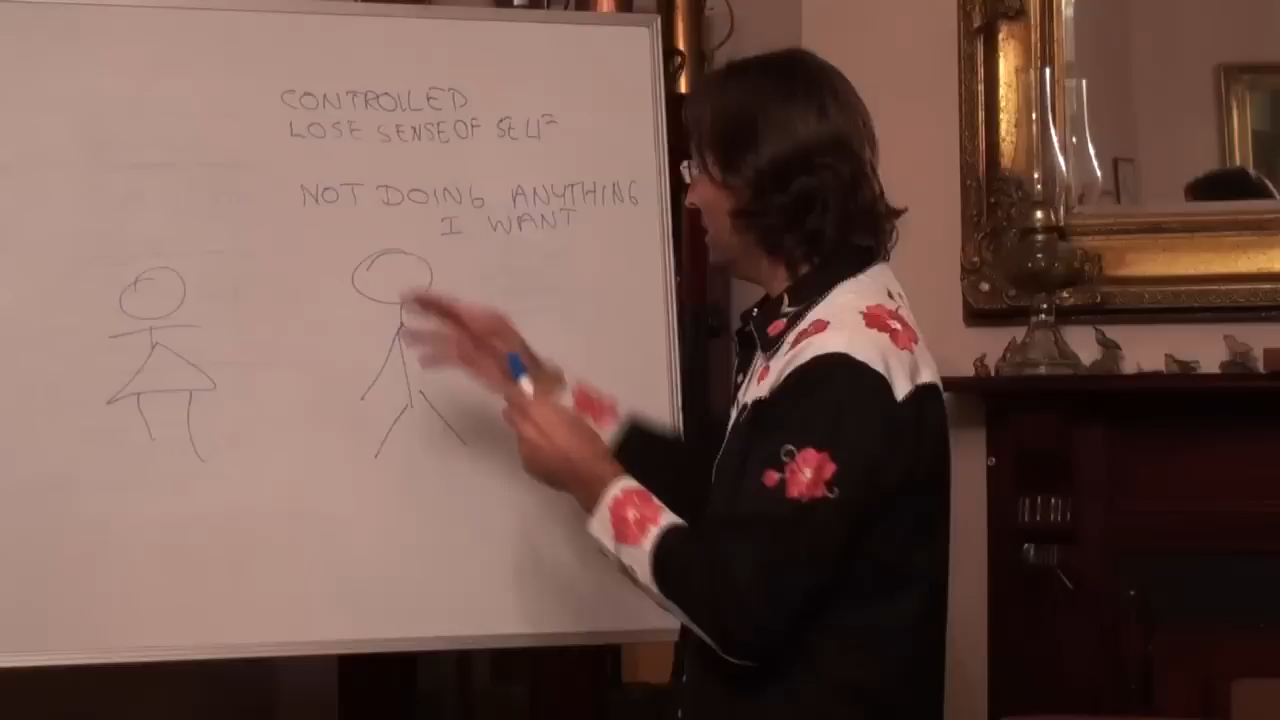 CONTROLLED
LOSE SENSE OF SELF
NOT DOING ANYTHING
I WANT